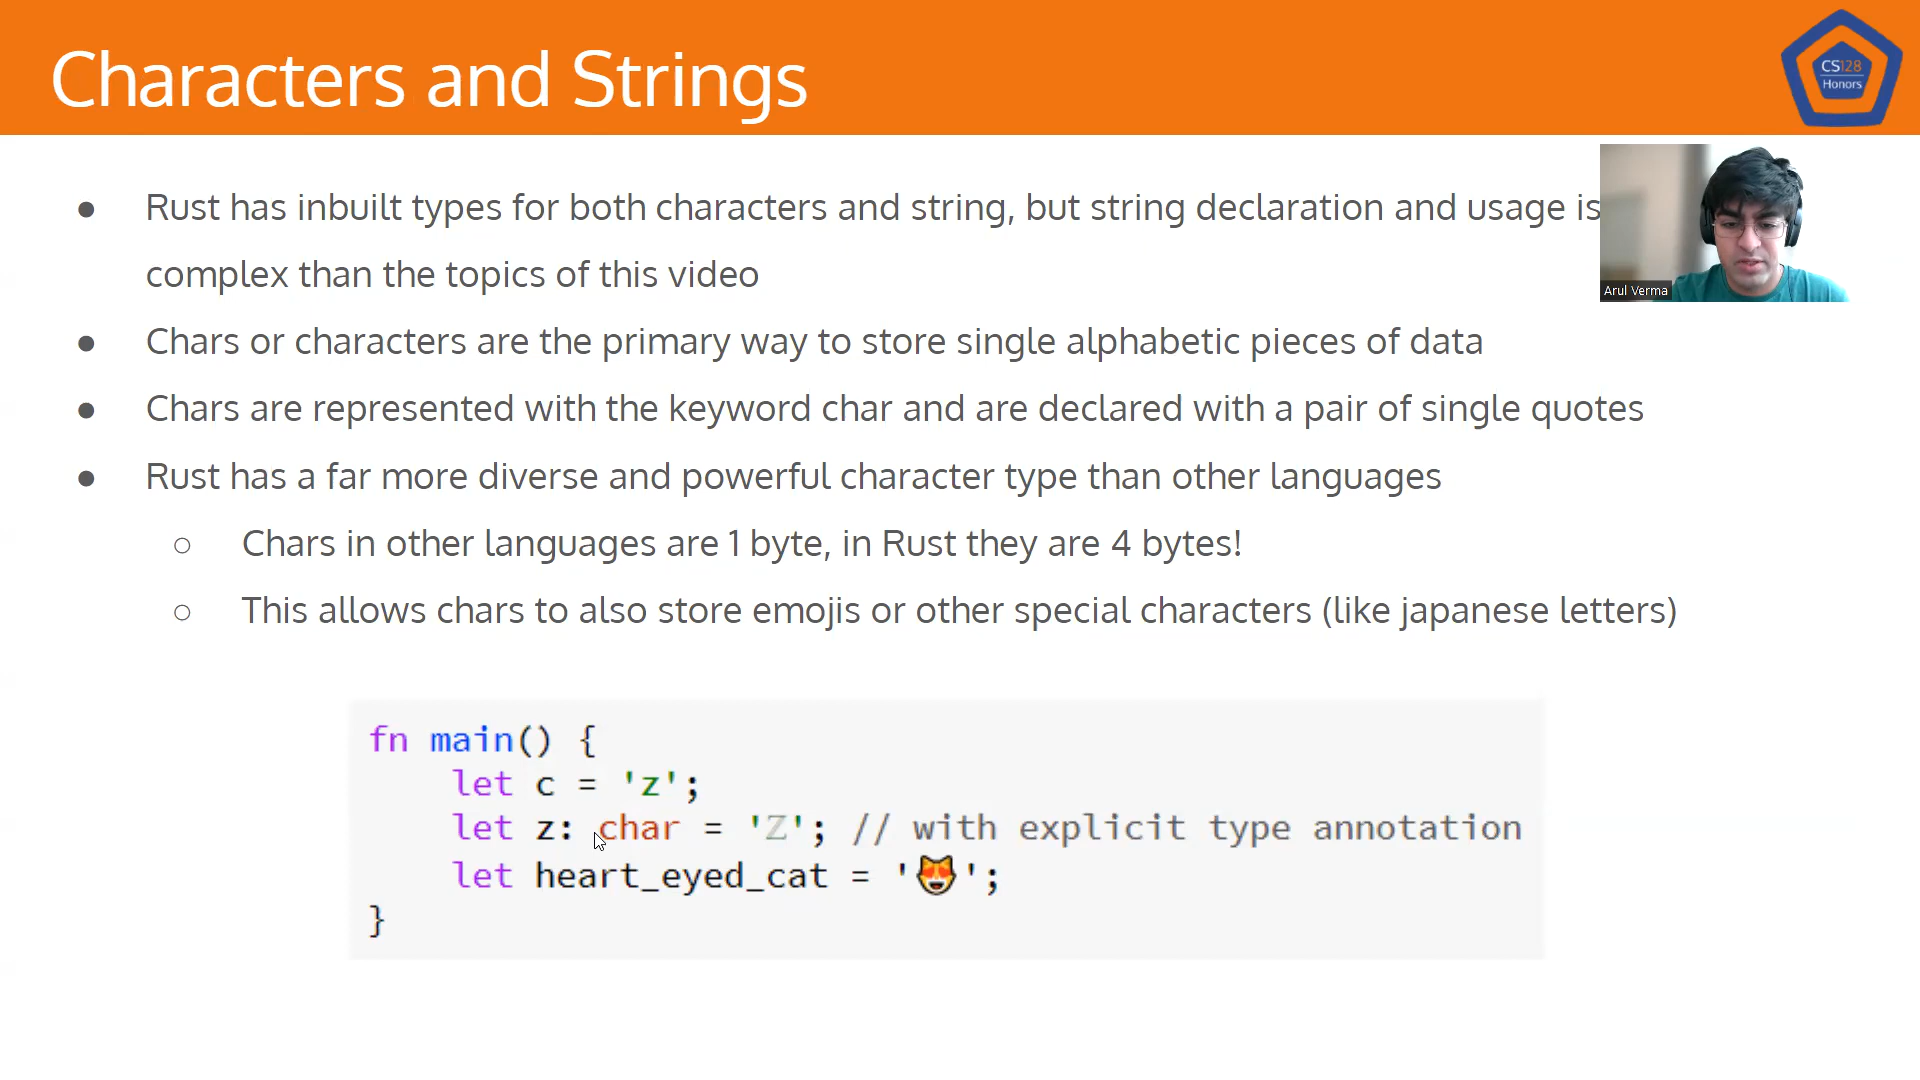 Characters and Strings
CS128
Honors
Rust has inbuilt types for both characters and string, but string declaration and usage is
complex than the topics of this video
Arul Verma
Chars or characters are the primary way to store single alphabetic pieces of data
Chars are represented with the keyword char and are declared with a pair of single quotes
Rust has a far more diverse and powerful character type than other languages
Chars in other languages are 1 byte, in Rust they are 4 bytes!
This allows chars to also store emojis or other special characters (like japanese letters)
fn main() {
let c = 'z';
let z: char = 'ℤ'; // with explicit type annotation
let heart_eyed_cat = '😻';
}